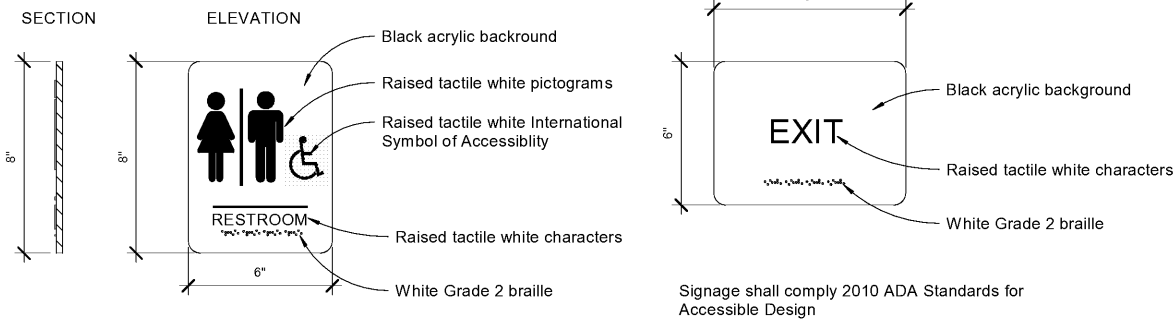 SECTION
ELEVATION
Black acrylic backround
Raised tactile white pictograms
Raised tactile white International
Symbol of Accessiblity
8"
8"
RESTROOM
Raised tactile white characters
6"
White Grade 2 braille
Black acrylic background
6"
EXIT
Raised tactile white characters
White Grade 2 braille
Signage shall comply 2010 ADA Standards for
Accessible Design